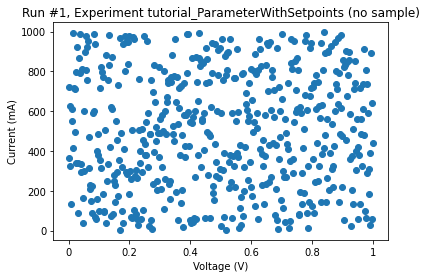 Run #1, Experiment tutorial_ParameterWithSetpoints (no sample)
1000
800
600
400
200
0
Current (mA)
0 0.2 0.4 0.6 0.8 1
Voltage (V)